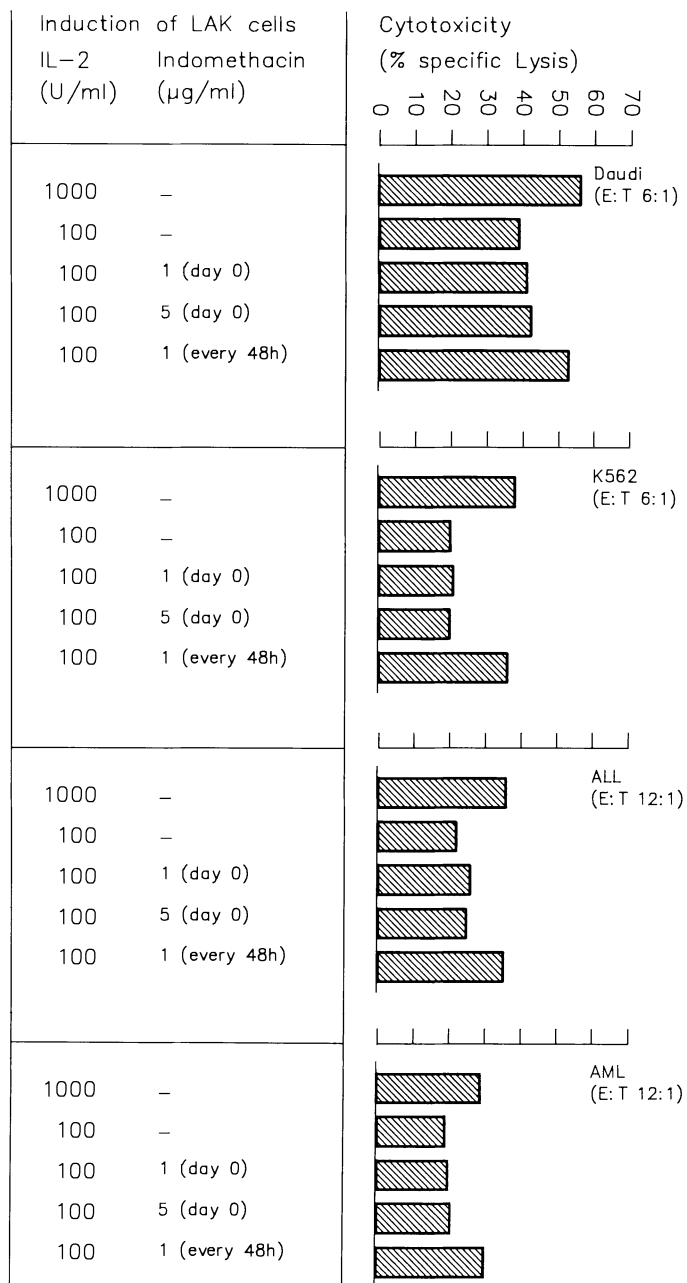 Induction of LAK cells
IL-2 Indomethacin
(U/ml) (µg/ml)
Cytotoxicity
(% specific Lysis)
0 10 20 30 40 50 60 70
Daudi
(E:T 6:1)
1000 –
100 –
100 1 (day 0)
100 5 (day 0)
100 1 (every 48h)
K562
(E:T 6:1)
1000 –
100 –
100 1 (day 0)
100 5 (day 0)
100 1 (every 48h)
ALL
(E:T 12:1)
1000 –
100 –
100 1 (day 0)
100 5 (day 0)
100 1 (every 48h)
AML
(E:T 12:1)
1000 –
100 –
100 1 (day 0)
100 5 (day 0)
100 1 (every 48h)